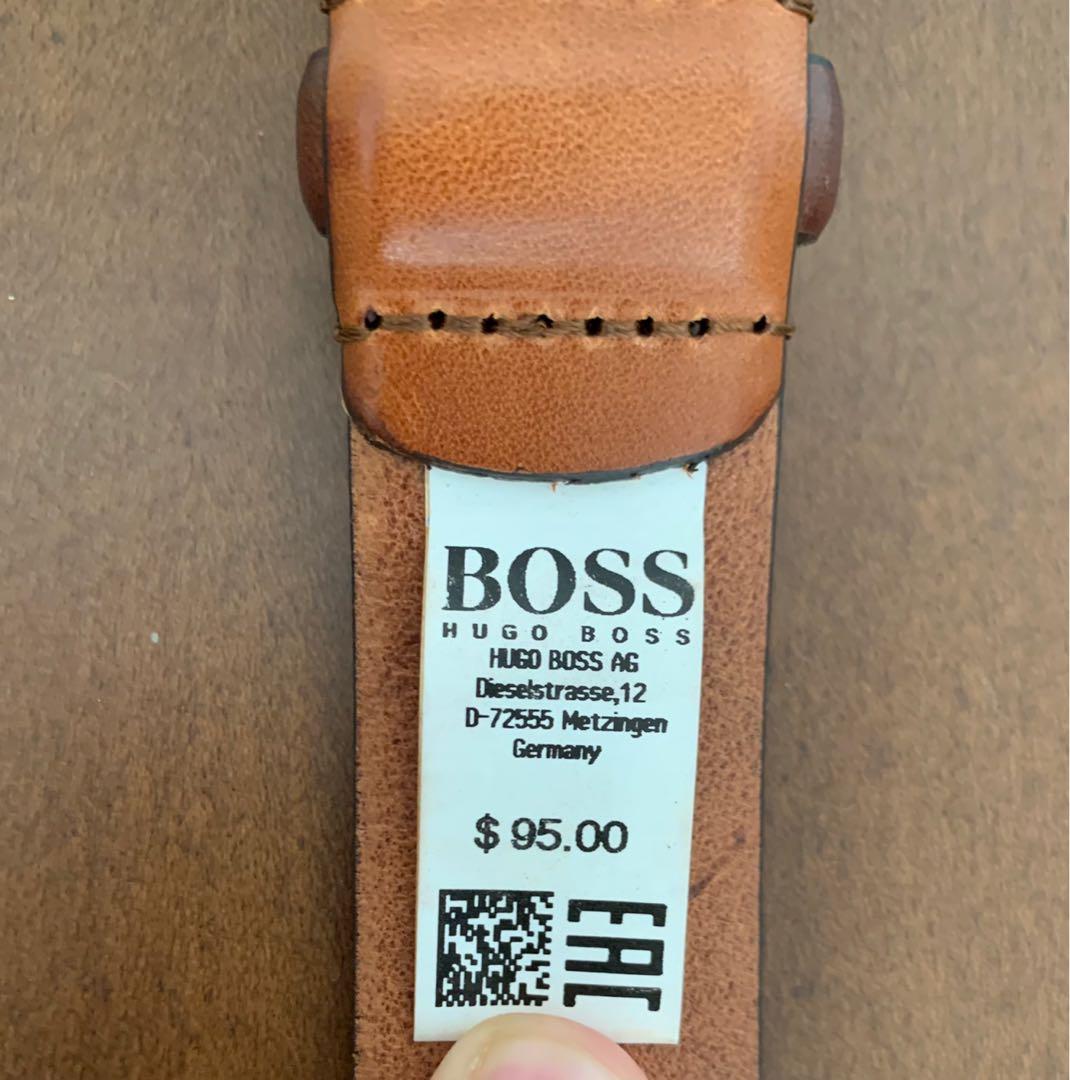 BOSS
HUGO BOSS
HUGO BOSS AG
Dieselstrasse,12
D-72555 Metzingen
Germany
$ 95.00
EAC